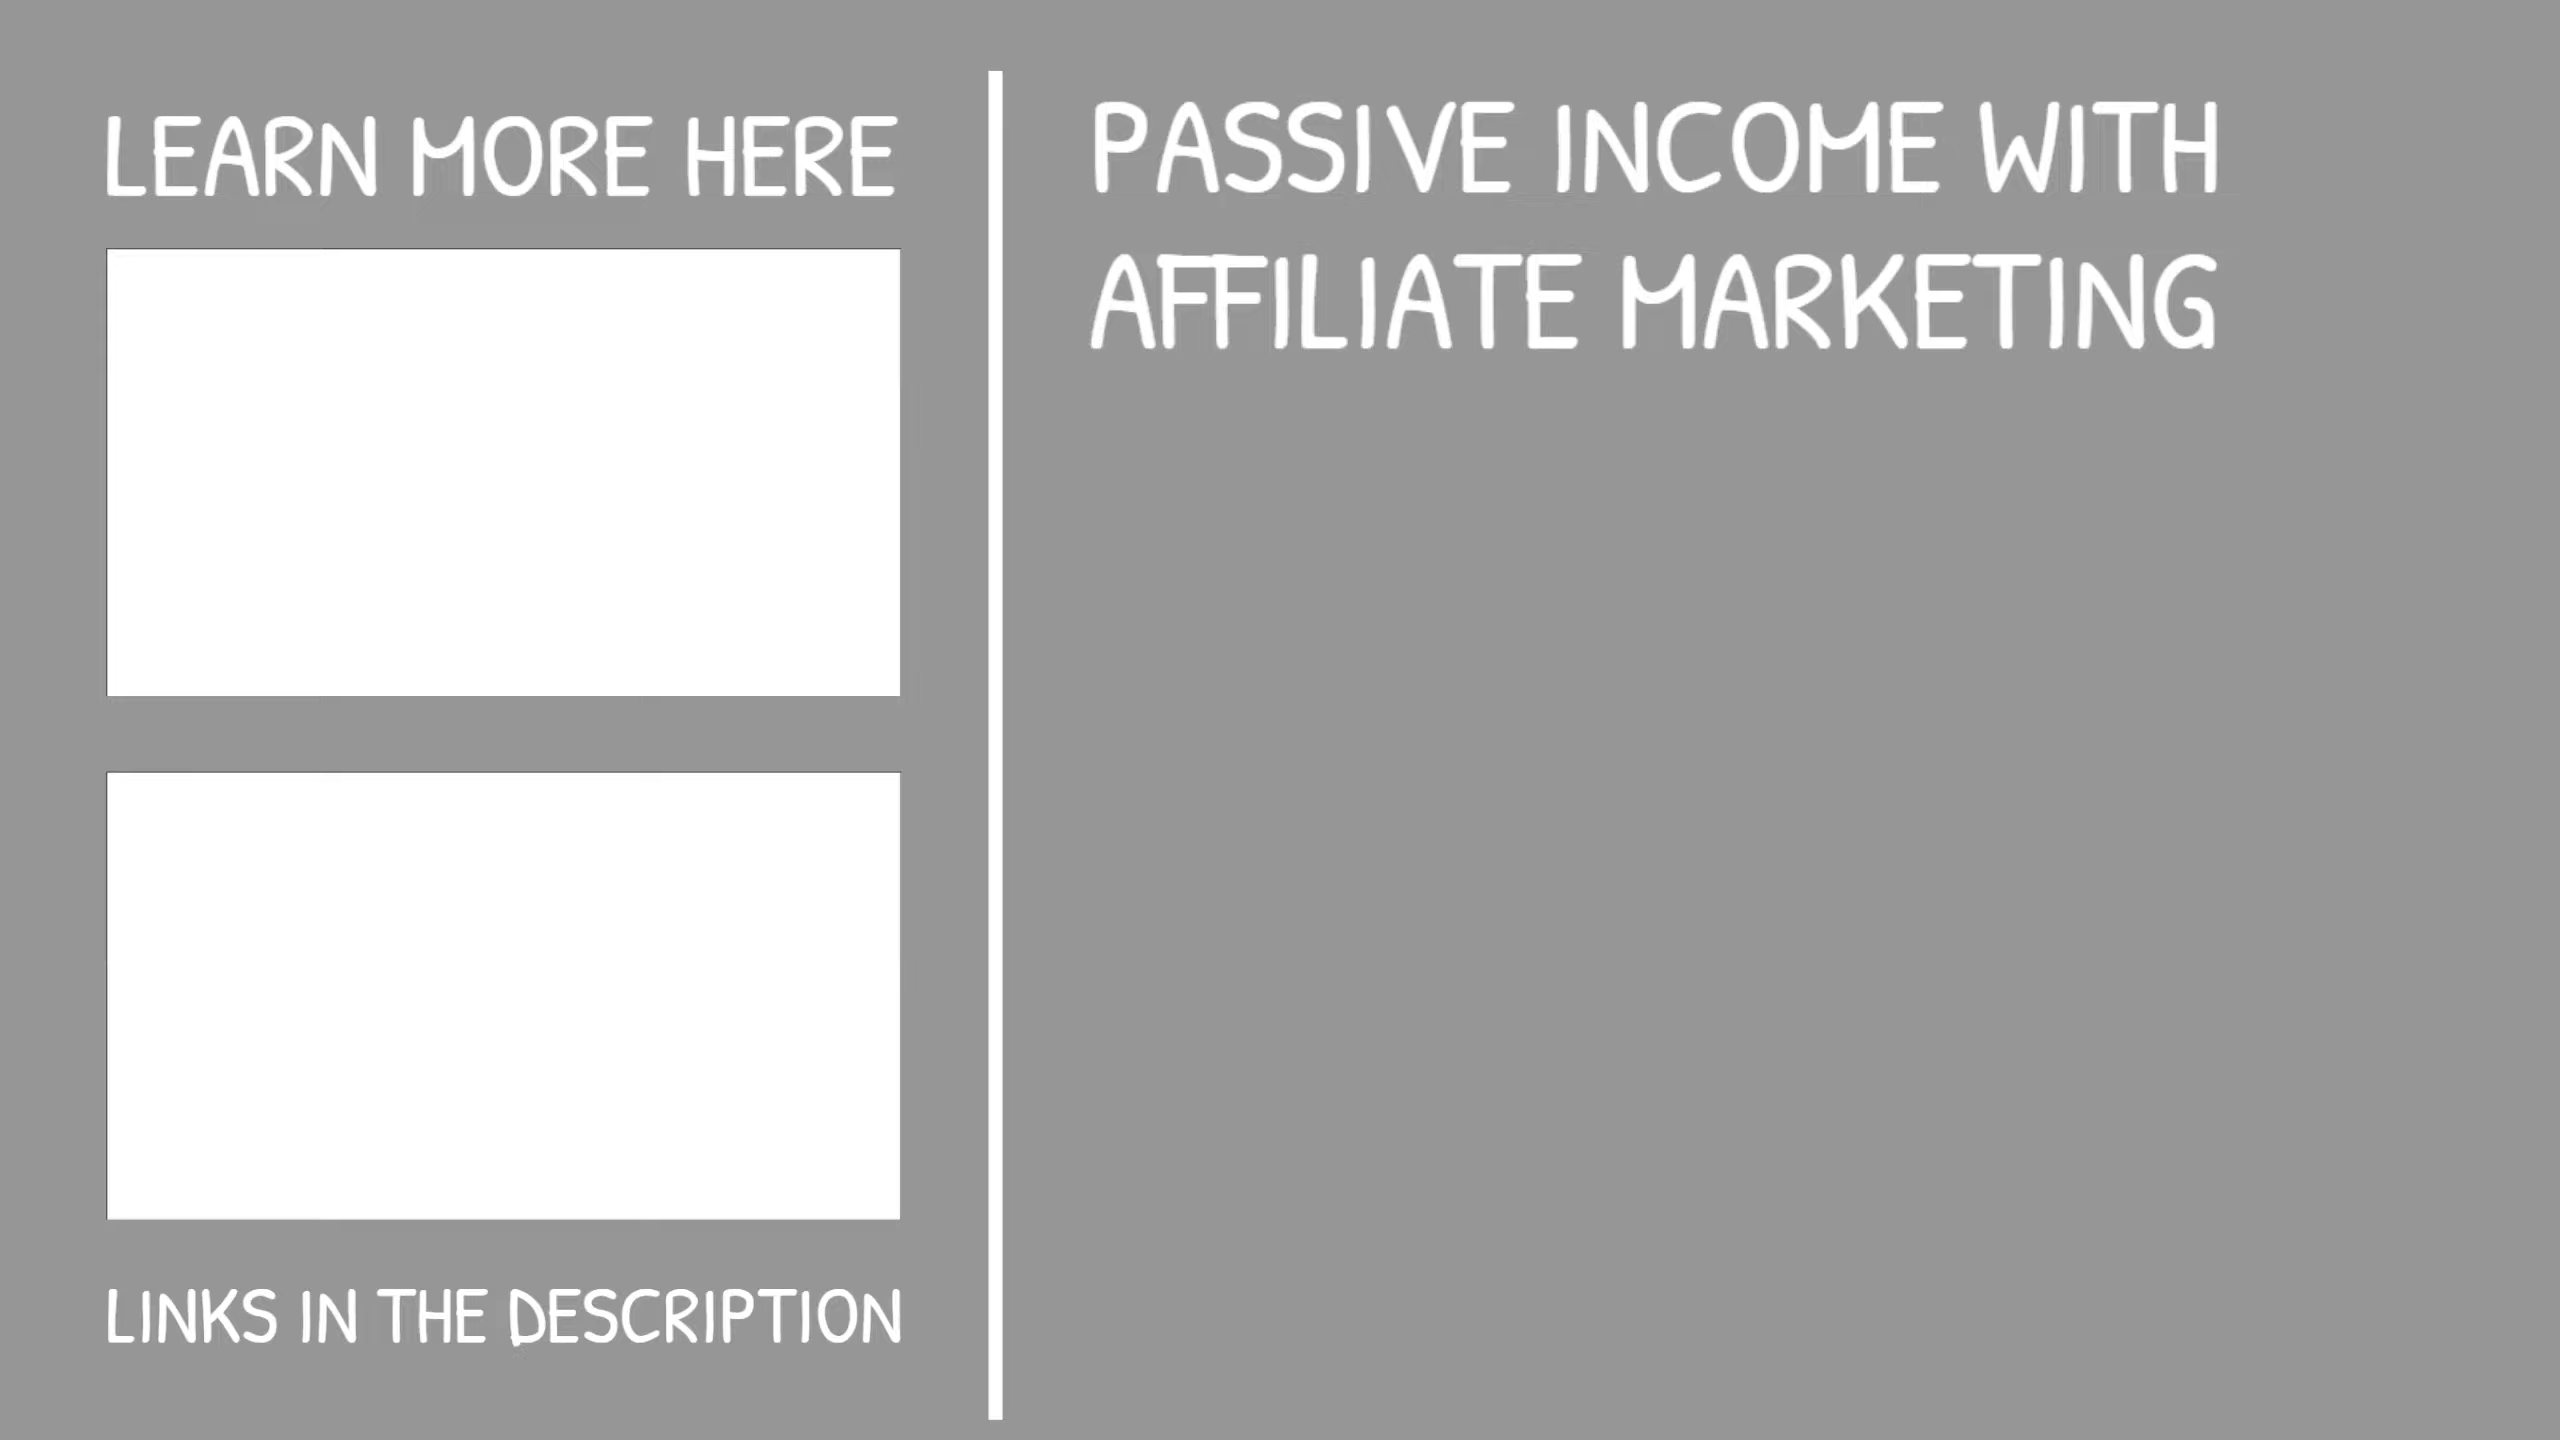 LEARN MORE HERE
LINKS IN THE DESCRIPTION
PASSIVE INCOME WITH
AFFILIATE MARKETING